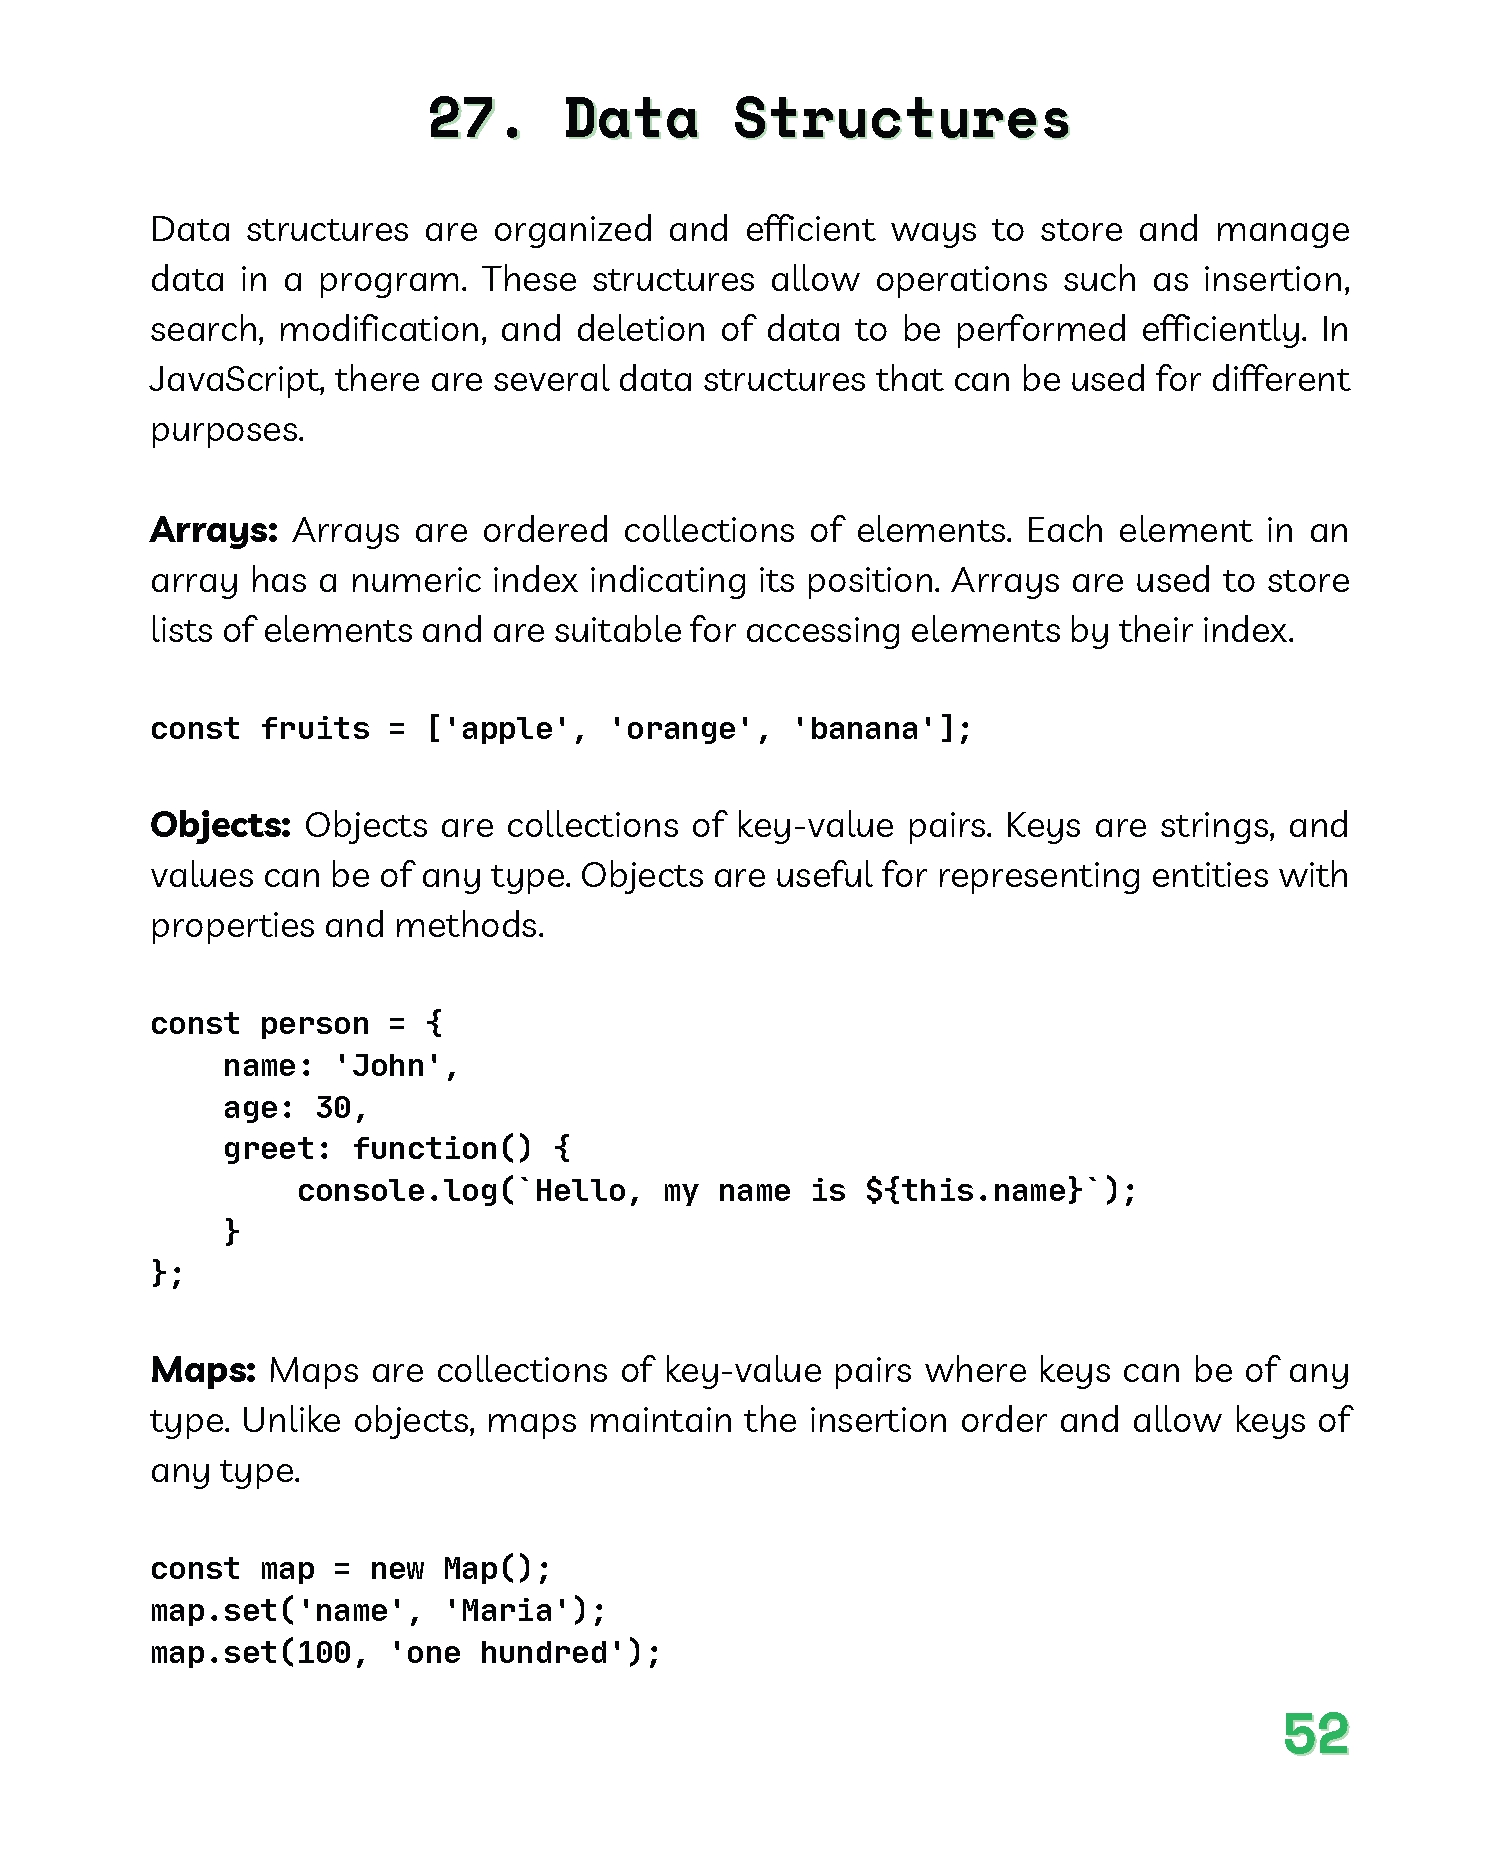 27. Data Structures
Data structures are organized and efficient ways to store and manage
data in a program. These structures allow operations such as insertion,
search, modification, and deletion of data to be performed efficiently. In
JavaScript, there are several data structures that can be used for different
purposes.
Arrays: Arrays are ordered collections of elements. Each element in an
array has a numeric index indicating its position. Arrays are used to store
lists of elements and are suitable for accessing elements by their index.
const fruits = ['apple', 'orange', 'banana'];
Objects: Objects are collections of key-value pairs. Keys are strings, and
values can be of any type. Objects are useful for representing entities with
properties and methods.
const person = {
    name: 'John',
    age: 30,
    greet: function() {
        console.log(`Hello, my name is ${this.name}`);
    }
};
Maps: Maps are collections of key-value pairs where keys can be of any
type. Unlike objects, maps maintain the insertion order and allow keys of
any type.
const map = new Map();
map.set('name', 'Maria');
map.set(100, 'one hundred');
52